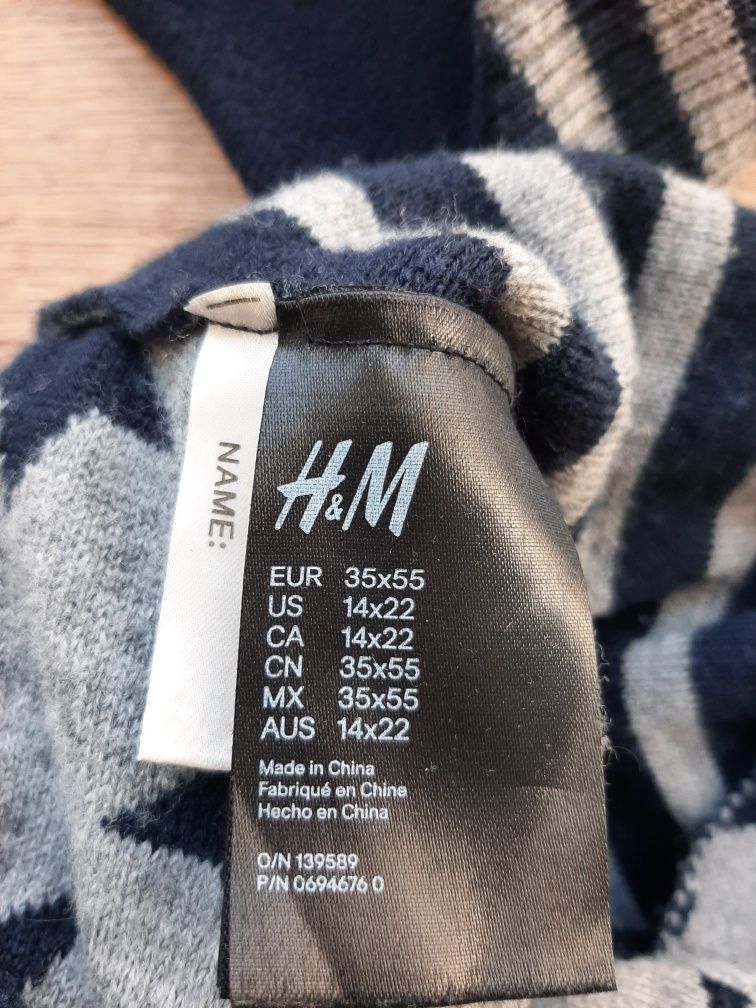 NAME:
H&M
EUR 35x55
US 14x22
CA 14x22
CN 35x55
MX 35x55
AUS 14x22
Made in China
Fabriqué en Chine
Hecho en China
O/N 139589
P/N 0694676 0